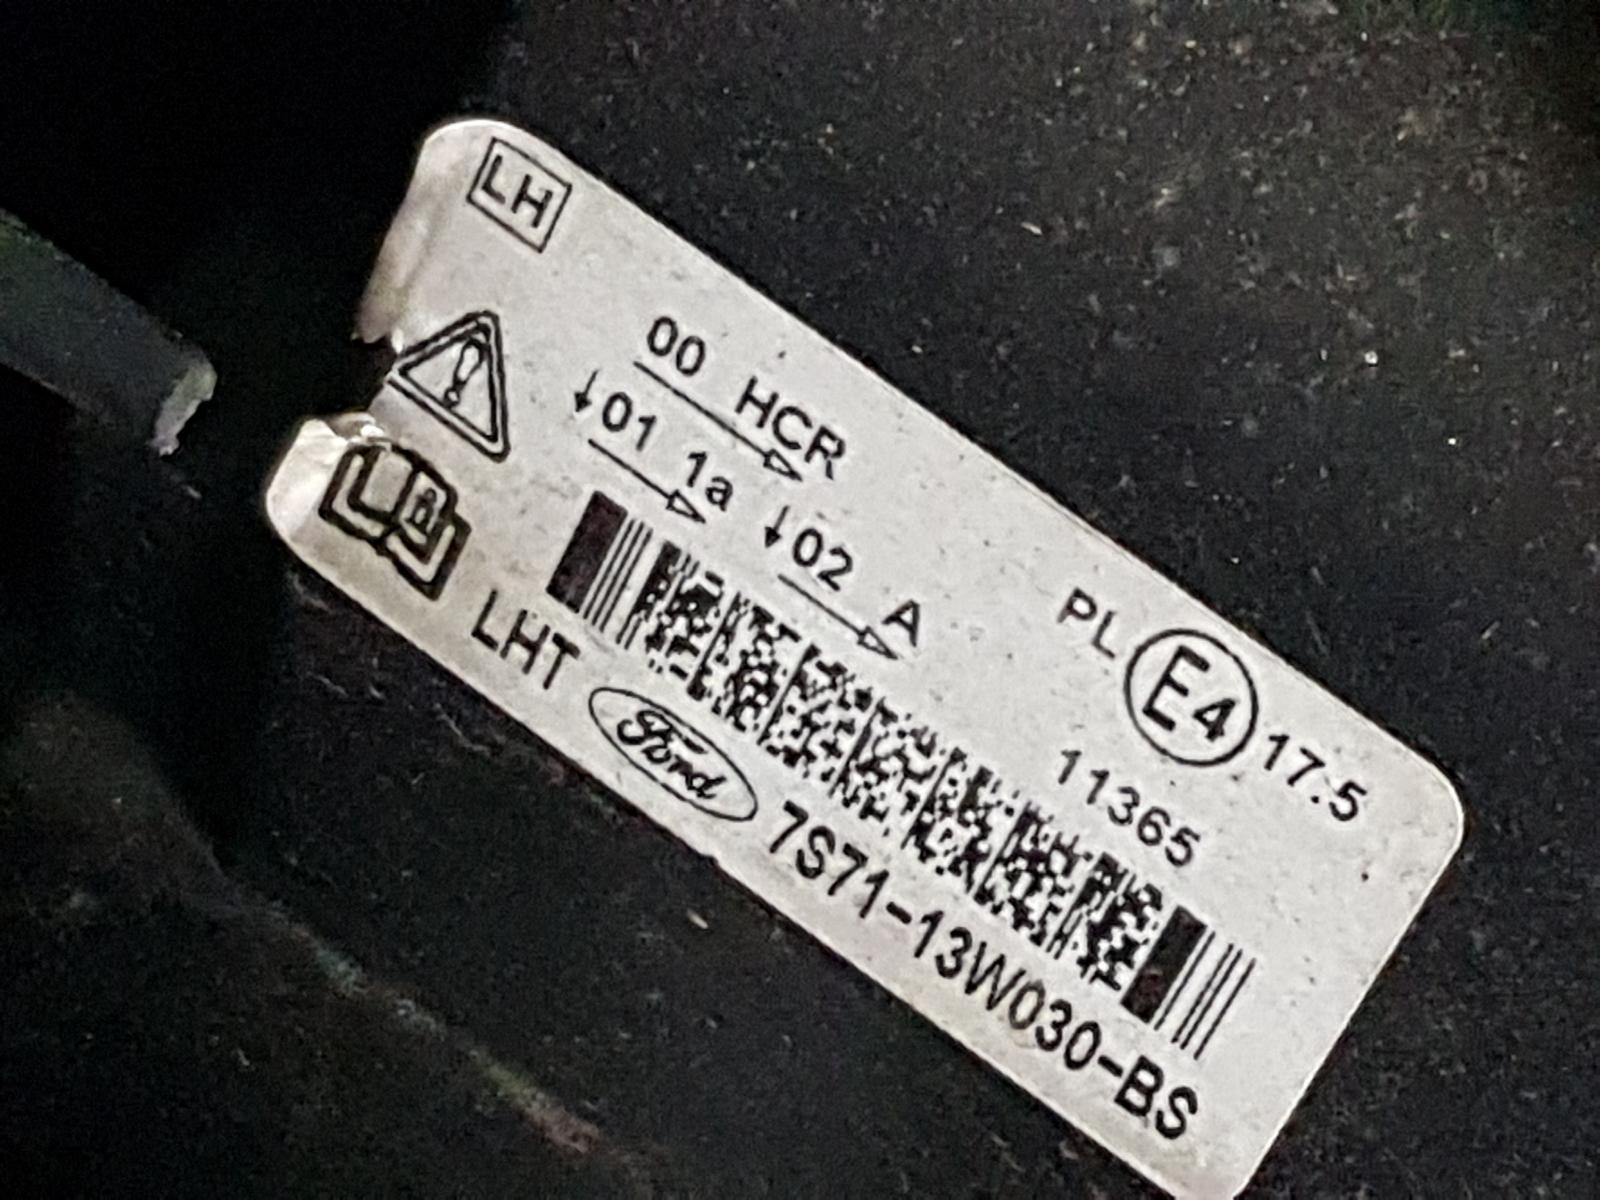 LH
00 HCR
01 1a
02 A
PL E4 17.5
11365
LHT Ford 7S71-13W030-BS